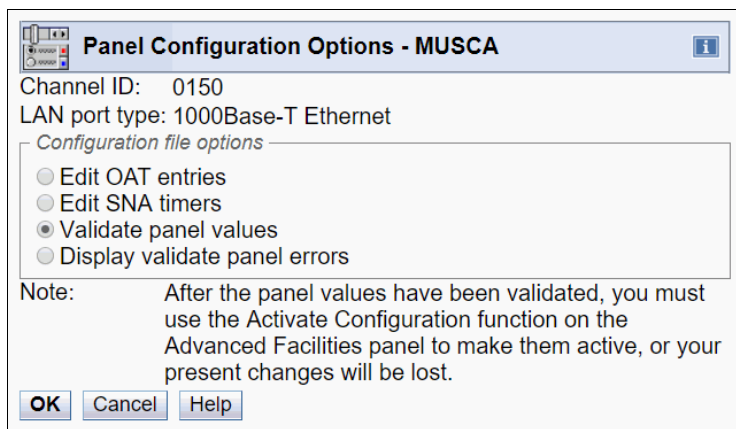 Panel Configuration Options - MUSCA
i
Channel ID: 0150
LAN port type: 1000Base-T Ethernet
Configuration file options
Edit OAT entries
Edit SNA timers
Validate panel values
Display validate panel errors
Note: After the panel values have been validated, you must
use the Activate Configuration function on the
Advanced Facilities panel to make them active, or your
present changes will be lost.
OK Cancel Help